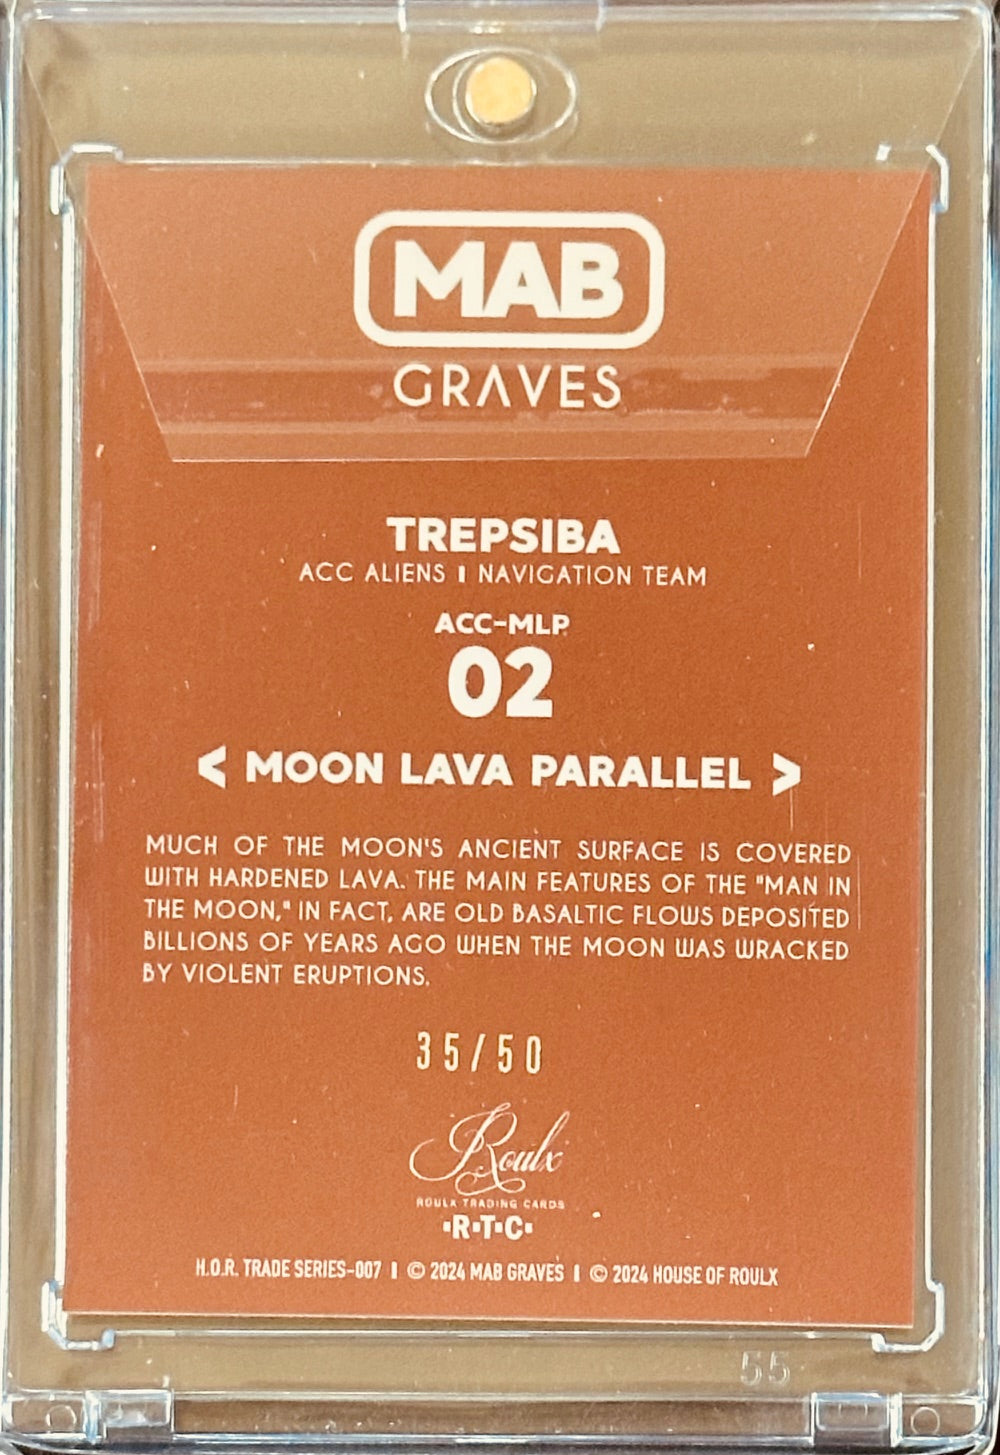 MAB
GRAVES
TREPSIBA
ACC ALIENS | NAVIGATION TEAM
ACC-MLP
02
< MOON LAVA PARALLEL >
MUCH OF THE MOON'S ANCIENT SURFACE IS COVERED
WITH HARDENED LAVA. THE MAIN FEATURES OF THE "MAN IN
THE MOON," IN FACT, ARE OLD BASALTIC FLOWS DEPOSITED
BILLIONS OF YEARS AGO WHEN THE MOON WAS WRACKED
BY VIOLENT ERUPTIONS.
35/50
Roulx
ROULX TRADING CARDS
·R·T·C·
H.O.R. TRADE SERIES-007 | © 2024 MAB GRAVES | © 2024 HOUSE OF ROULX
55